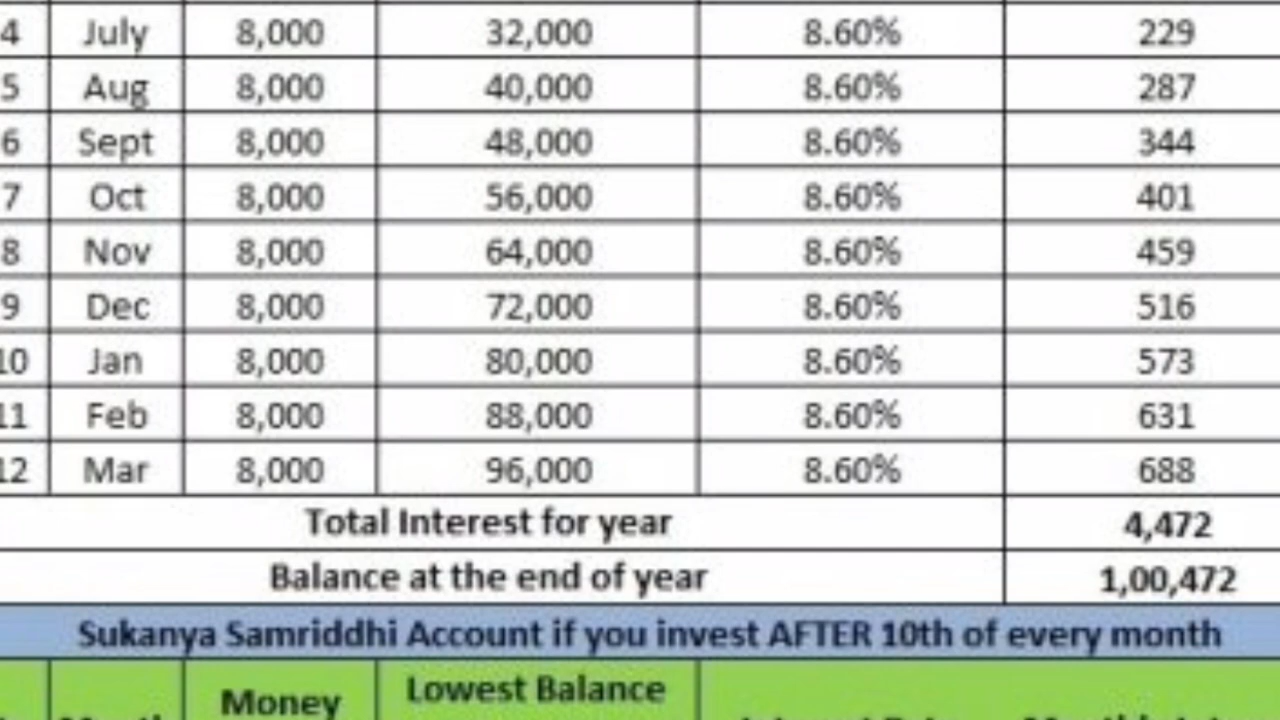 4 July 8,000 32,000 8.60% 229
5 Aug 8,000 40,000 8.60% 287
6 Sept 8,000 48,000 8.60% 344
7 Oct 8,000 56,000 8.60% 401
8 Nov 8,000 64,000 8.60% 459
9 Dec 8,000 72,000 8.60% 516
10 Jan 8,000 80,000 8.60% 573
11 Feb 8,000 88,000 8.60% 631
12 Mar 8,000 96,000 8.60% 688
Total Interest for year 4,472
Balance at the end of year 1,00,472
Sukanya Samriddhi Account if you invest AFTER 10th of every month
Money Lowest Balance